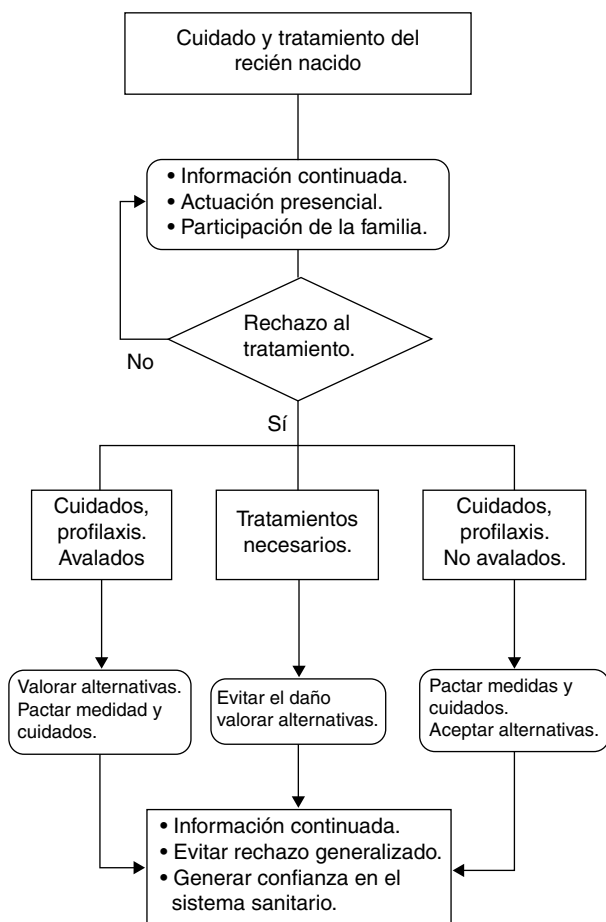 Cuidado y tratamiento del
recién nacido
• Información continuada.
• Actuación presencial.
• Participación de la familia.
Rechazo al
tratamiento.
No
Sí
Cuidados,
profilaxis.
Avalados
Tratamientos
necesarios.
Cuidados,
profilaxis.
No avalados.
Valorar alternativas.
Pactar medidad y
cuidados.
Evitar el daño
valorar alternativas.
Pactar medidas y
cuidados.
Aceptar alternativas.
• Información continuada.
• Evitar rechazo generalizado.
• Generar confianza en el
sistema sanitario.